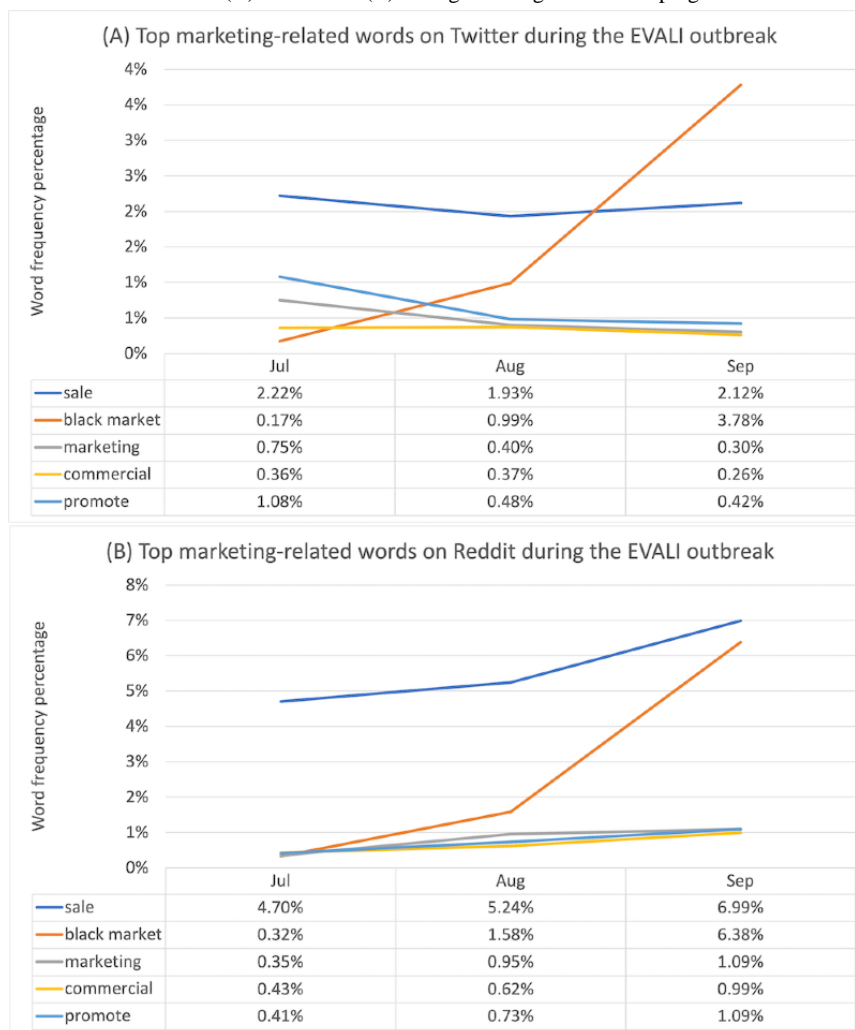 (A) Top marketing-related words on Twitter during the EVALI outbreak
Word frequency percentage
4%
4%
3%
3%
2%
2%
1%
1%
0%
Jul Aug Sep
sale 2.22% 1.93% 2.12%
black market 0.17% 0.99% 3.78%
marketing 0.75% 0.40% 0.30%
commercial 0.36% 0.37% 0.26%
promote 1.08% 0.48% 0.42%
(B) Top marketing-related words on Reddit during the EVALI outbreak
Word frequency percentage
8%
7%
6%
5%
4%
3%
2%
1%
0%
Jul Aug Sep
sale 4.70% 5.24% 6.99%
black market 0.32% 1.58% 6.38%
marketing 0.35% 0.95% 1.09%
commercial 0.43% 0.62% 0.99%
promote 0.41% 0.73% 1.09%